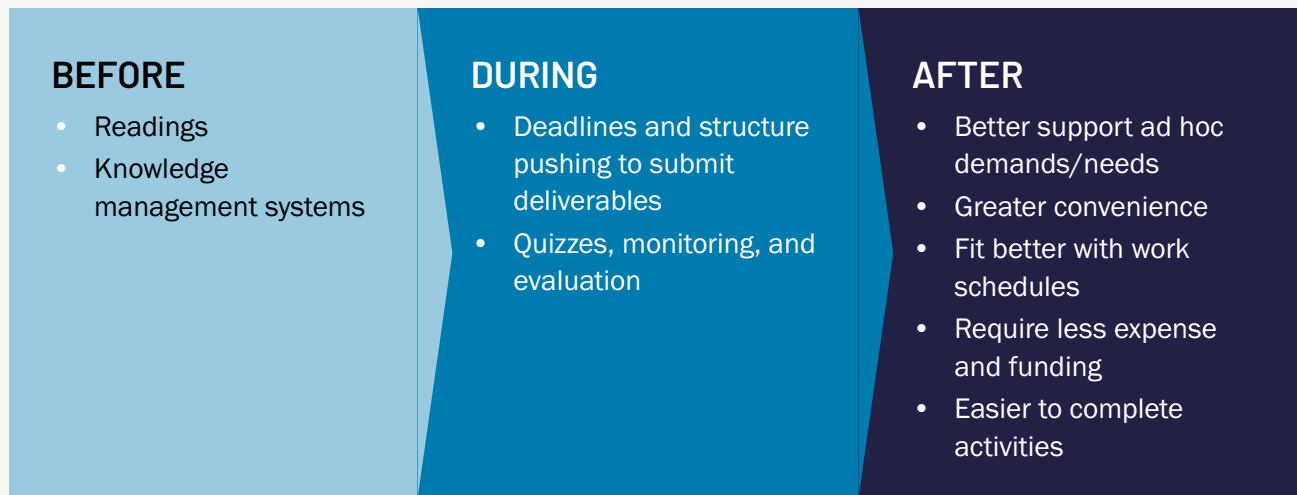 BEFORE
• Readings
• Knowledge
management systems
DURING
• Deadlines and structure
pushing to submit
deliverables
• Quizzes, monitoring, and
evaluation
AFTER
• Better support ad hoc
demands/needs
• Greater convenience
• Fit better with work
schedules
• Require less expense
and funding
• Easier to complete
activities